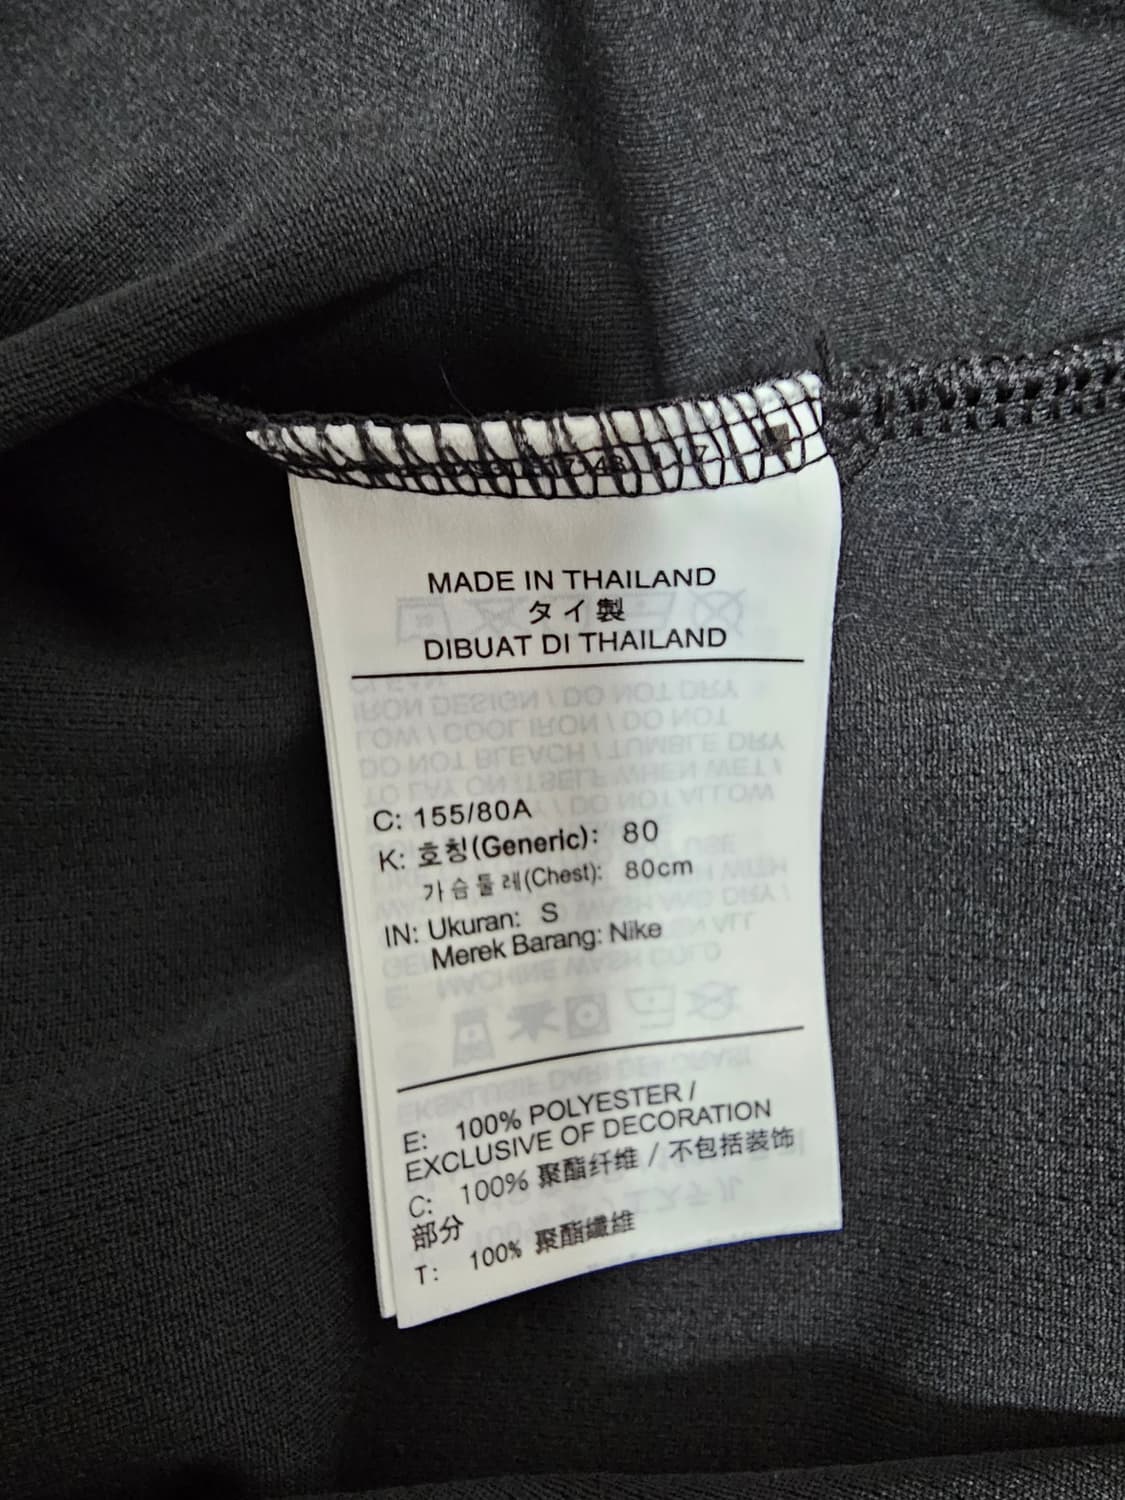 MADE IN THAILAND
タイ製
DIBUAT DI THAILAND
C: 155/80A
K: 호칭(Generic): 80
가슴둘레(Chest): 80cm
IN: Ukuran: S
Merek Barang: Nike
E: 100% POLYESTER /
EXCLUSIVE OF DECORATION
C: 100% 聚酯纤维 / 不包括装饰
部分
T: 100% 聚酯纖維